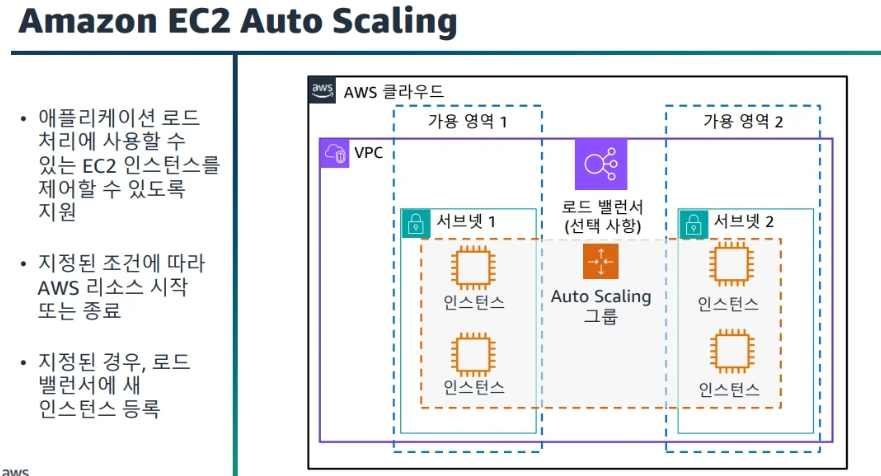 Amazon EC2 Auto Scaling
• 애플리케이션 로드
처리에 사용할 수
있는 EC2 인스턴스를
제어할 수 있도록
지원
• 지정된 조건에 따라
AWS 리소스 시작
또는 종료
• 지정된 경우, 로드
밸런서에 새
인스턴스 등록
aws
aws
AWS 클라우드
가용 영역 1
가용 영역 2
VPC
로드 밸런서
(선택 사항)
서브넷 1
서브넷 2
인스턴스
인스턴스
Auto Scaling
그룹
인스턴스
인스턴스